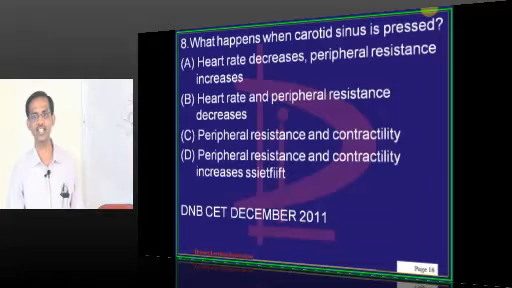 8.What happens when carotid sinus is pressed?
(A) Heart rate decreases, peripheral resistance
increases
(B) Heart rate and peripheral resistance
decreases
(C) Peripheral resistance and contractility
(D) Peripheral resistance and contractility
increases ssietfiift
DNB CET DECEMBER 2011
Page 16